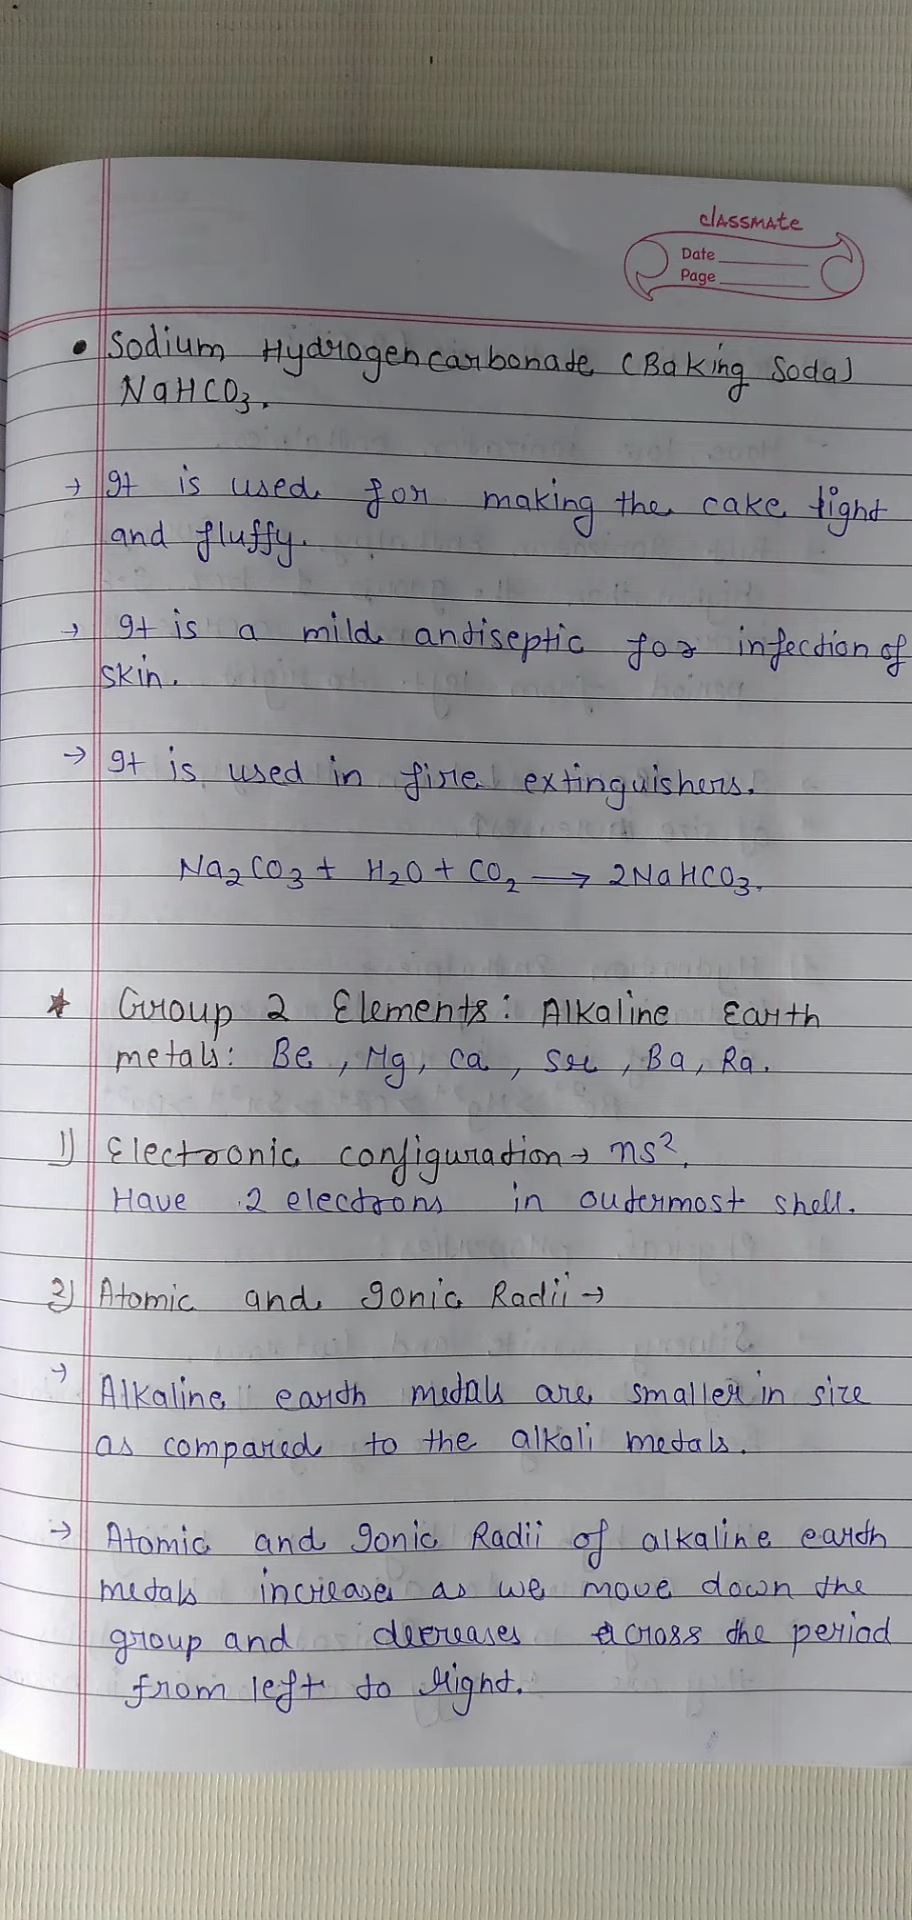 classmate
Date
Page
• Sodium Hydrogencarbonate (Baking Soda)
NaHCO₃.
→ It is used for making the cake light
and fluffy.
→ It is a mild antiseptic for infection of
skin.
→ It is used in fire extinguishers.
Na₂CO₃ + H₂O + CO₂ → 2NaHCO₃.
★ Group 2 Elements: Alkaline Earth
metals: Be, Mg, Ca, Sr, Ba, Ra.
1) Electronic configuration → ns².
Have 2 electrons in outermost shell.
2) Atomic and Ionic Radii →
→ Alkaline earth metals are smaller in size
as compared to the alkali metals.
→ Atomic and Ionic Radii of alkaline earth
metals increases as we move down the
group and decreases across the period
from left to right.